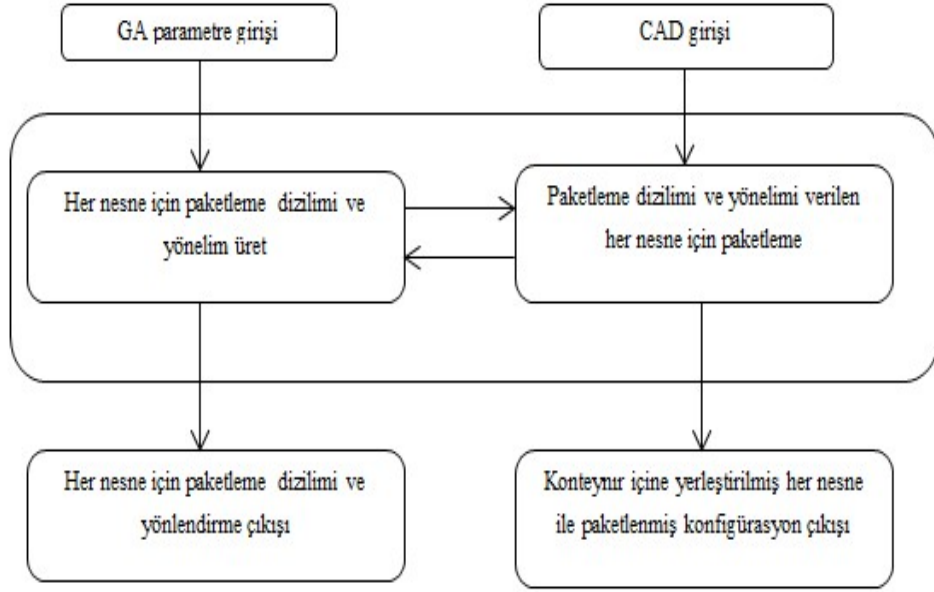 GA parametre girişi
CAD girişi
Her nesne için paketleme dizilimi ve
yönelim üret
Paketleme dizilimi ve yönelimi verilen
her nesne için paketleme
Her nesne için paketleme dizilimi ve
yönlendirme çıkışı
Konteynır içine yerleştirilmiş her nesne
ile paketlenmiş konfigürasyon çıkışı